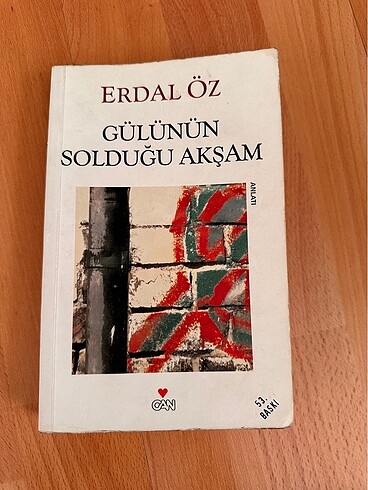 ERDAL ÖZ
GÜLÜNÜN
SOLDUĞU AKŞAM
ANLATI
CAN
53.
BASKI